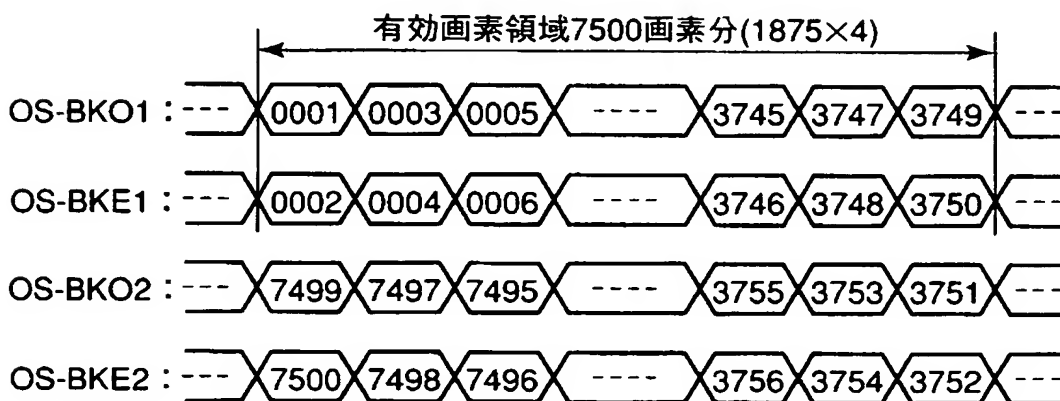 有効画素領域7500画素分(1875×4)
OS-BKO1 : --- 0001 0003 0005 ---- 3745 3747 3749 ---
OS-BKE1 : --- 0002 0004 0006 ---- 3746 3748 3750 ---
OS-BKO2 : --- 7499 7497 7495 ---- 3755 3753 3751 ---
OS-BKE2 : --- 7500 7498 7496 ---- 3756 3754 3752 ---